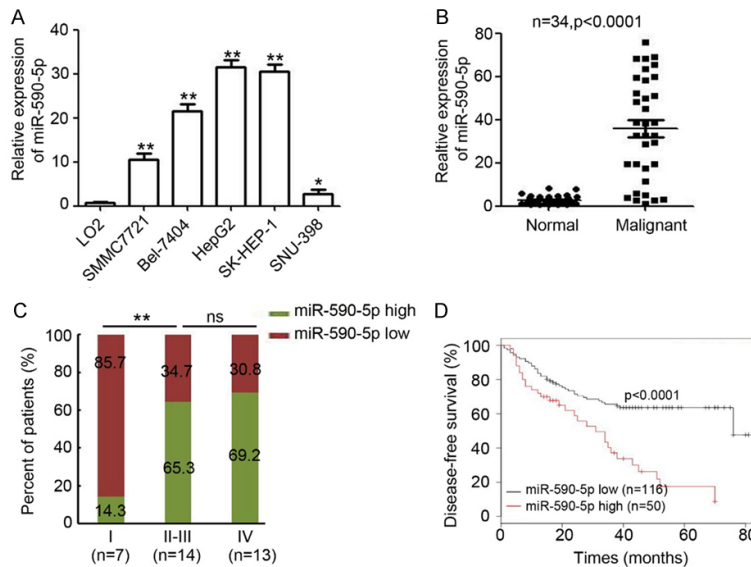 A
Relative expression
of miR-590-5p
40
30
20
10
0
**
**
**
**
*
LO2
SMMC7721
Bel-7404
HepG2
SK-HEP-1
SNU-398
B
n=34,p<0.0001
Realtive expression
of miR-590-5p
80
60
40
20
0
Normal
Malignant
C
** ns
miR-590-5p high
miR-590-5p low
Percent of patients (%)
100
80
60
40
20
0
85.7 34.7 30.8
14.3 65.3 69.2
I II-III IV
(n=7) (n=14) (n=13)
D
Disease-free survival (%)
100
80
60
40
20
0
p<0.0001
miR-590-5p low (n=116)
miR-590-5p high (n=50)
0 20 40 60 80
Times (months)